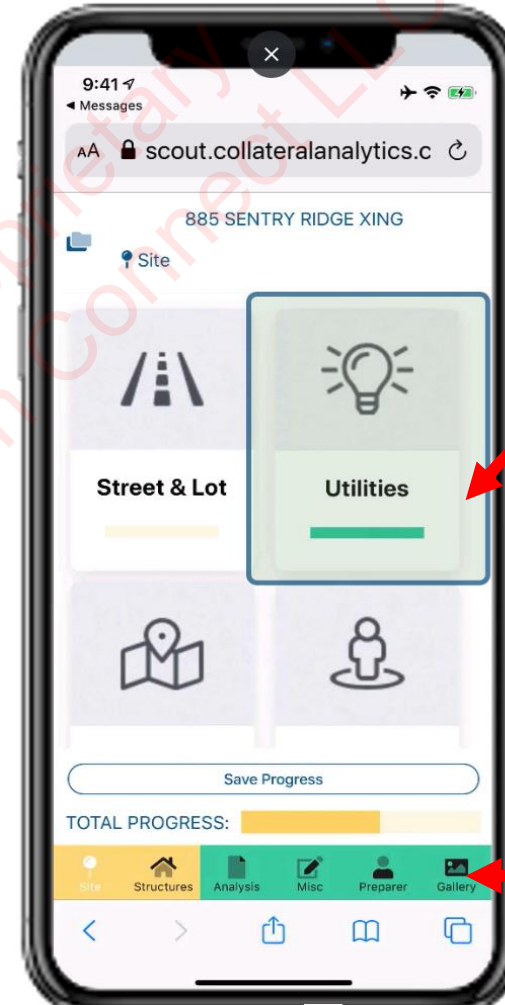 9:41
Messages
AA scout.collateralanalytics.c
885 SENTRY RIDGE XING
Site
Street & Lot
Utilities
Save Progress
TOTAL PROGRESS:
Site Structures Analysis Misc Preparer Gallery